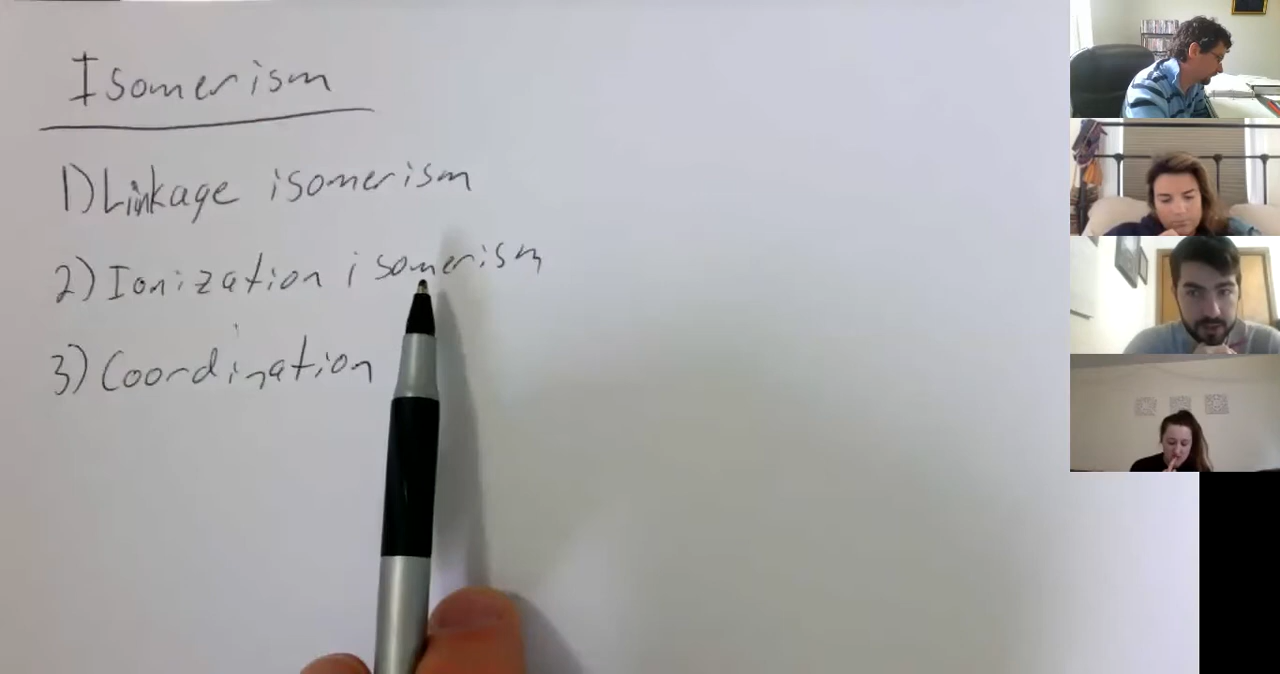 Isomerism
1) Linkage isomerism
2) Ionization isomerism
3) Coordination